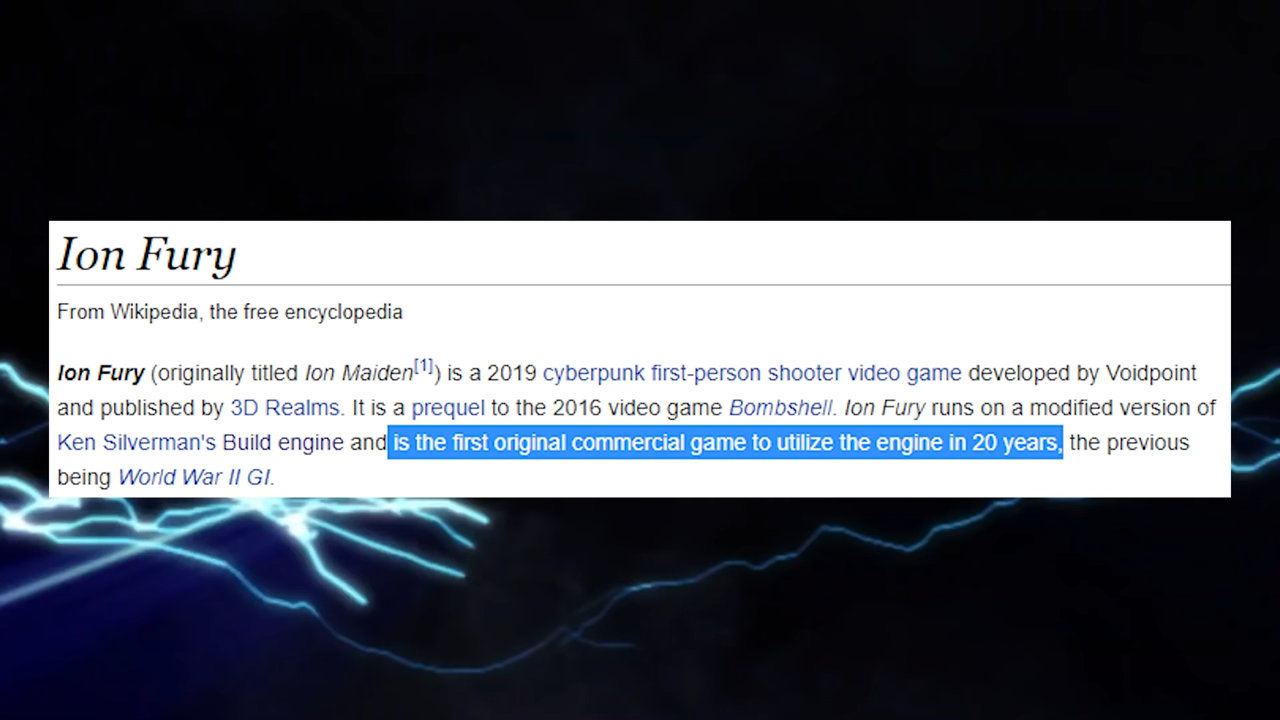 Ion Fury
From Wikipedia, the free encyclopedia
Ion Fury (originally titled Ion Maiden[1]) is a 2019 cyberpunk first-person shooter video game developed by Voidpoint
and published by 3D Realms. It is a prequel to the 2016 video game Bombshell. Ion Fury runs on a modified version of
Ken Silverman's Build engine and is the first original commercial game to utilize the engine in 20 years, the previous
being World War II GI.